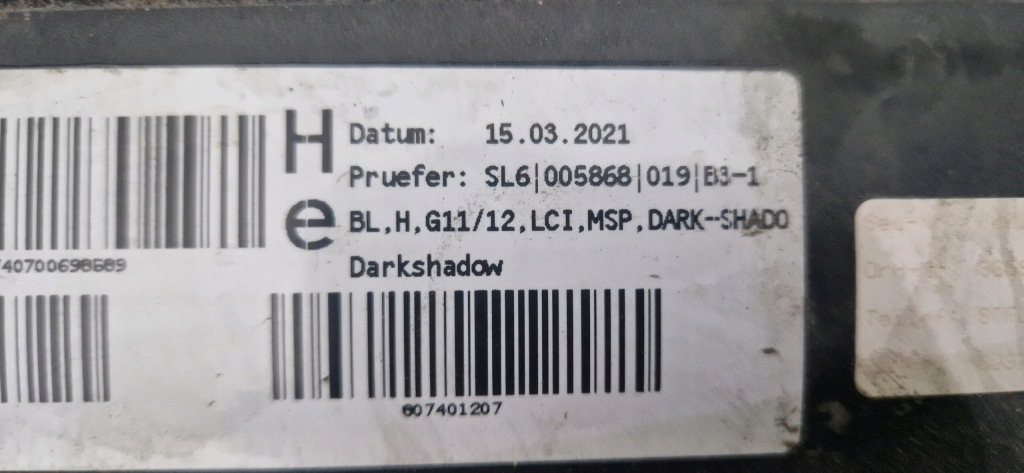 H Datum: 15.03.2021
Pruefer: SL6|005868|019|B3-1
e BL,H,G11/12,LCI,MSP,DARK-SHADO
Darkshadow
40700698689
607401207